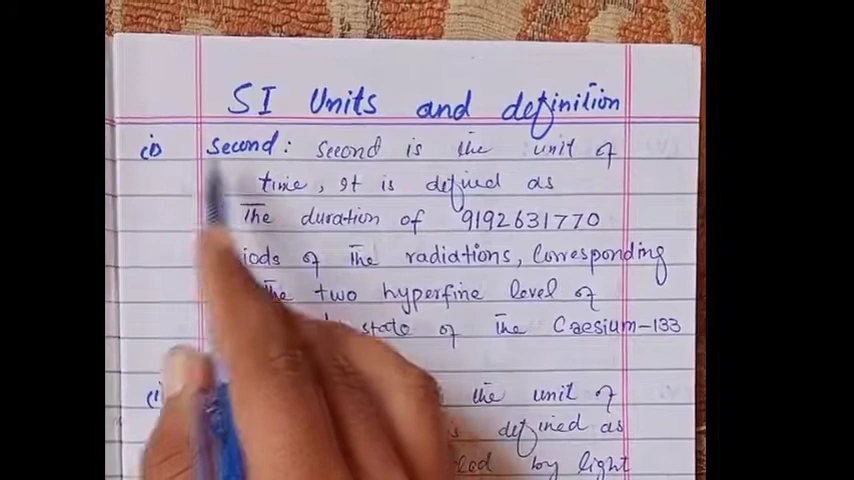 SI Units and definition
(i) Second: Second is the unit of
time, It is defined as
The duration of 9192631770
iods of the radiations, Corresponding
the two hyperfine level of
state of the Caesium-133
the unit of
defined as
by light